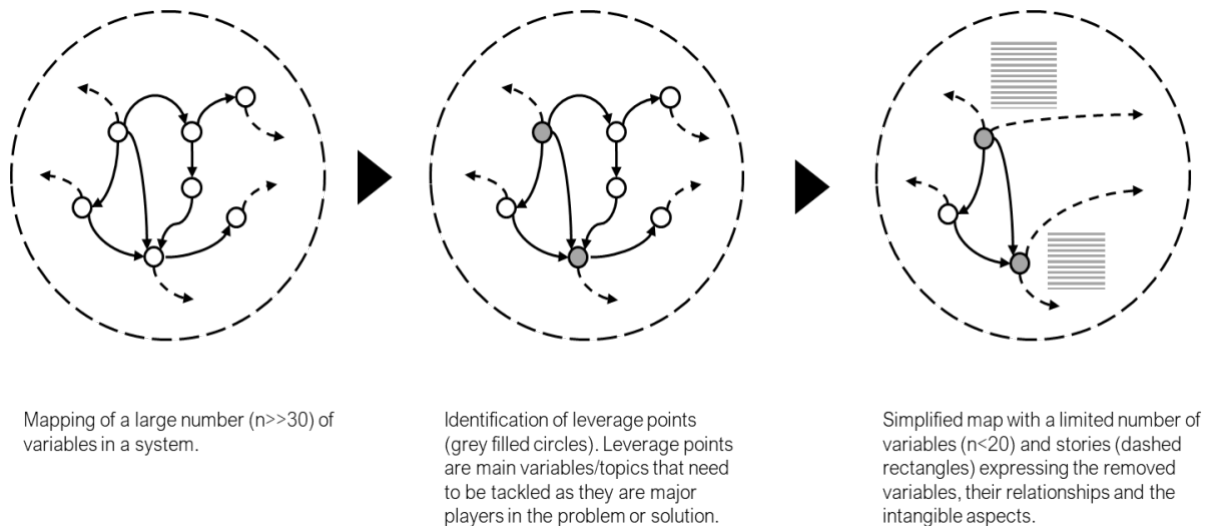 Mapping of a large number (n>>30) of
variables in a system.
Identification of leverage points
(grey filled circles). Leverage points
are main variables/topics that need
to be tackled as they are major
players in the problem or solution.
Simplified map with a limited number of
variables (n<20) and stories (dashed
rectangles) expressing the removed
variables, their relationships and the
intangible aspects.